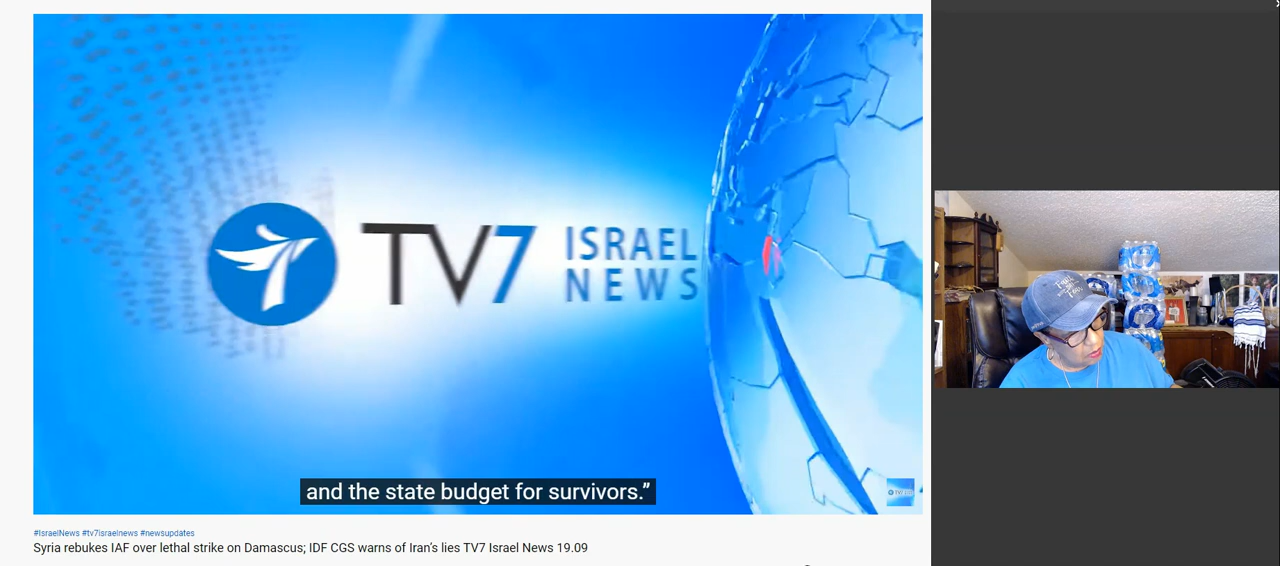 TV7 ISRAEL
NEWS
and the state budget for survivors.”
#IsraelNews #tv7israelnews #newsupdates
Syria rebukes IAF over lethal strike on Damascus; IDF CGS warns of Iran’s lies TV7 Israel News 19.09